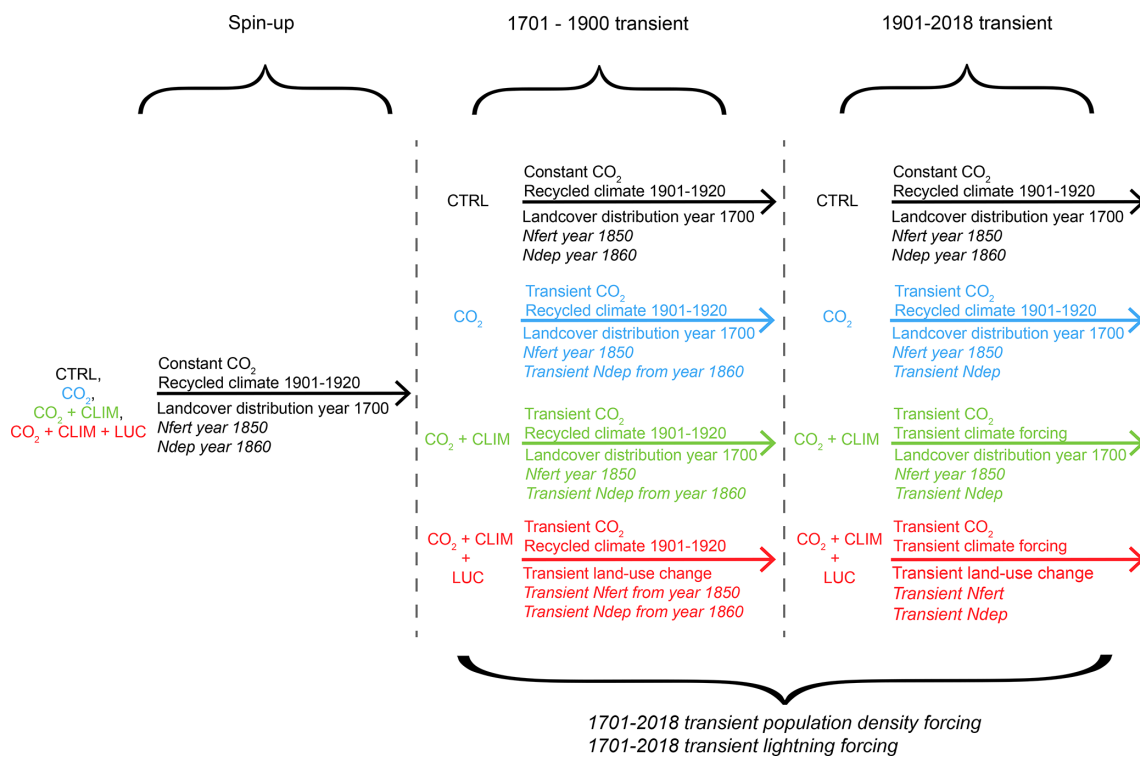 Spin-up
1701 - 1900 transient
1901-2018 transient
CTRL,
CO₂,
CO₂ + CLIM,
CO₂ + CLIM + LUC
Constant CO₂
Recycled climate 1901-1920
Landcover distribution year 1700
Nfert year 1850
Ndep year 1860
CTRL
Constant CO₂
Recycled climate 1901-1920
Landcover distribution year 1700
Nfert year 1850
Ndep year 1860
CO₂
Transient CO₂
Recycled climate 1901-1920
Landcover distribution year 1700
Nfert year 1850
Transient Ndep from year 1860
CO₂ + CLIM
Transient CO₂
Recycled climate 1901-1920
Landcover distribution year 1700
Nfert year 1850
Transient Ndep from year 1860
CO₂ + CLIM
+
LUC
Transient CO₂
Recycled climate 1901-1920
Transient land-use change
Transient Nfert from year 1850
Transient Ndep from year 1860
CTRL
Constant CO₂
Recycled climate 1901-1920
Landcover distribution year 1700
Nfert year 1850
Ndep year 1860
CO₂
Transient CO₂
Recycled climate 1901-1920
Landcover distribution year 1700
Nfert year 1850
Transient Ndep
CO₂ + CLIM
Transient CO₂
Transient climate forcing
Landcover distribution year 1700
Nfert year 1850
Transient Ndep
CO₂ + CLIM
+
LUC
Transient CO₂
Transient climate forcing
Transient land-use change
Transient Nfert
Transient Ndep
1701-2018 transient population density forcing
1701-2018 transient lightning forcing